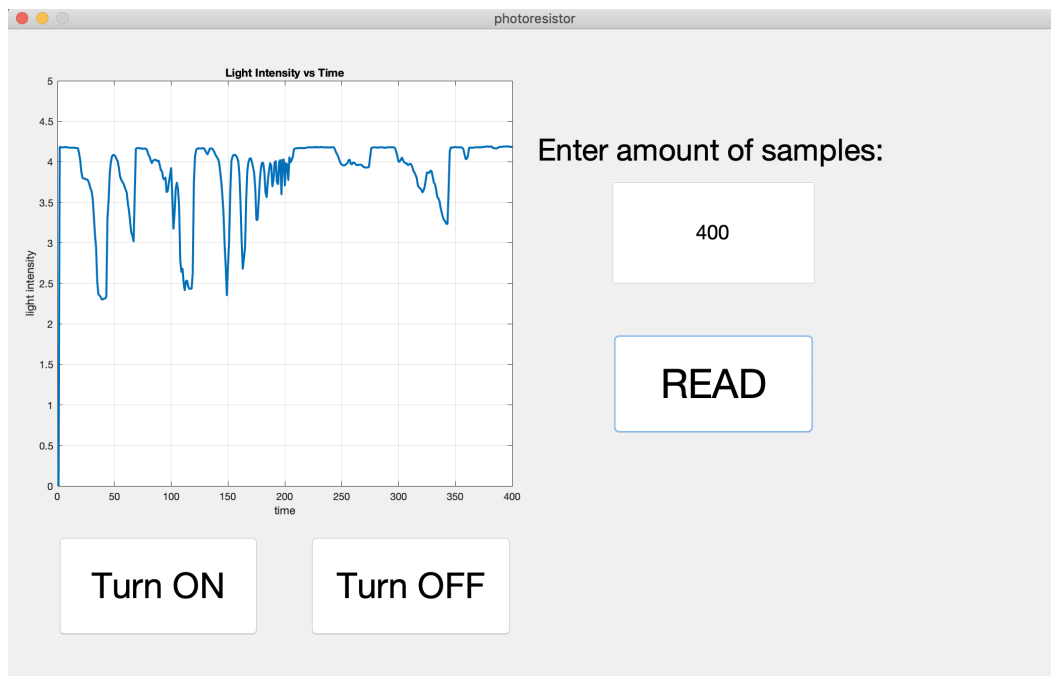 photoresistor
Light Intensity vs Time
5
4.5
4
3.5
3
2.5
2
1.5
1
0.5
0
light intensity
0 50 100 150 200 250 300 350 400
time
Enter amount of samples:
400
READ
Turn ON
Turn OFF